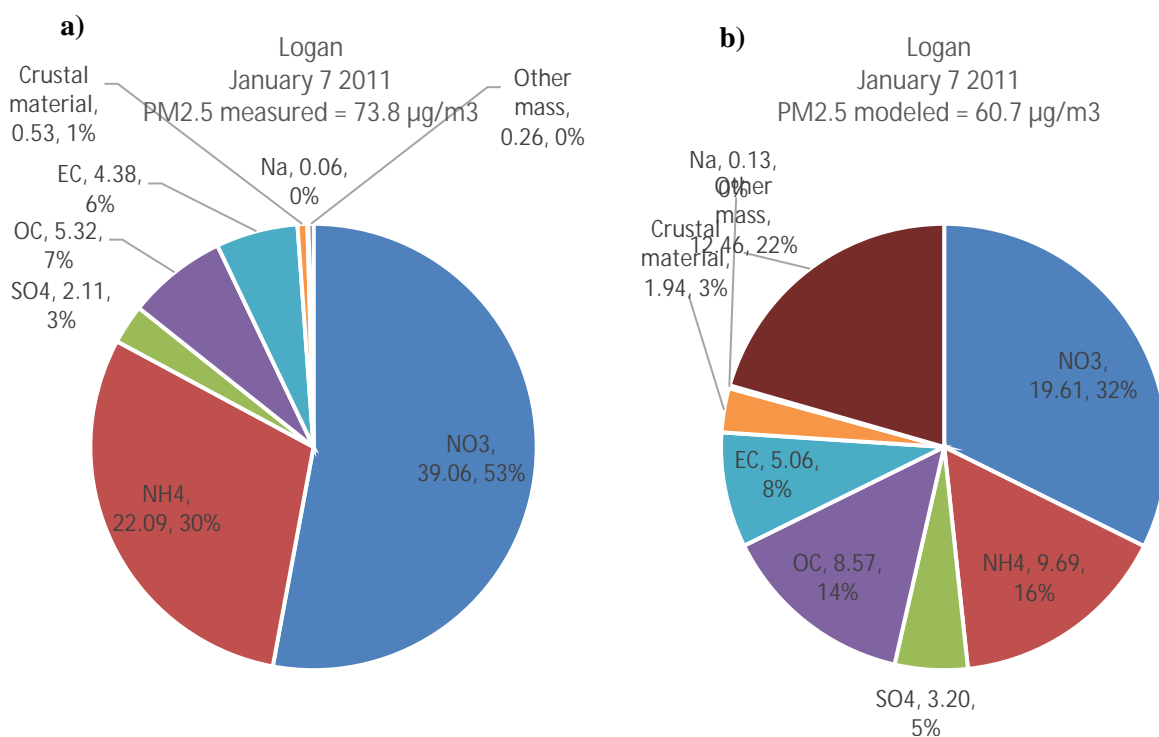 a)
Logan
January 7 2011
PM2.5 measured = 73.8 µg/m3
Crustal
material,
0.53, 1%
Other
mass,
0.26, 0%
EC, 4.38,
6%
Na, 0.06,
0%
OC, 5.32,
7%
SO4, 2.11,
3%
NH4,
22.09, 30%
NO3,
39.06, 53%
b)
Logan
January 7 2011
PM2.5 modeled = 60.7 µg/m3
Na, 0.13,
0%
Other
mass,
12.46, 22%
Crustal
material,
1.94, 3%
NO3,
19.61, 32%
EC, 5.06,
8%
OC, 8.57,
14%
NH4, 9.69,
16%
SO4, 3.20,
5%